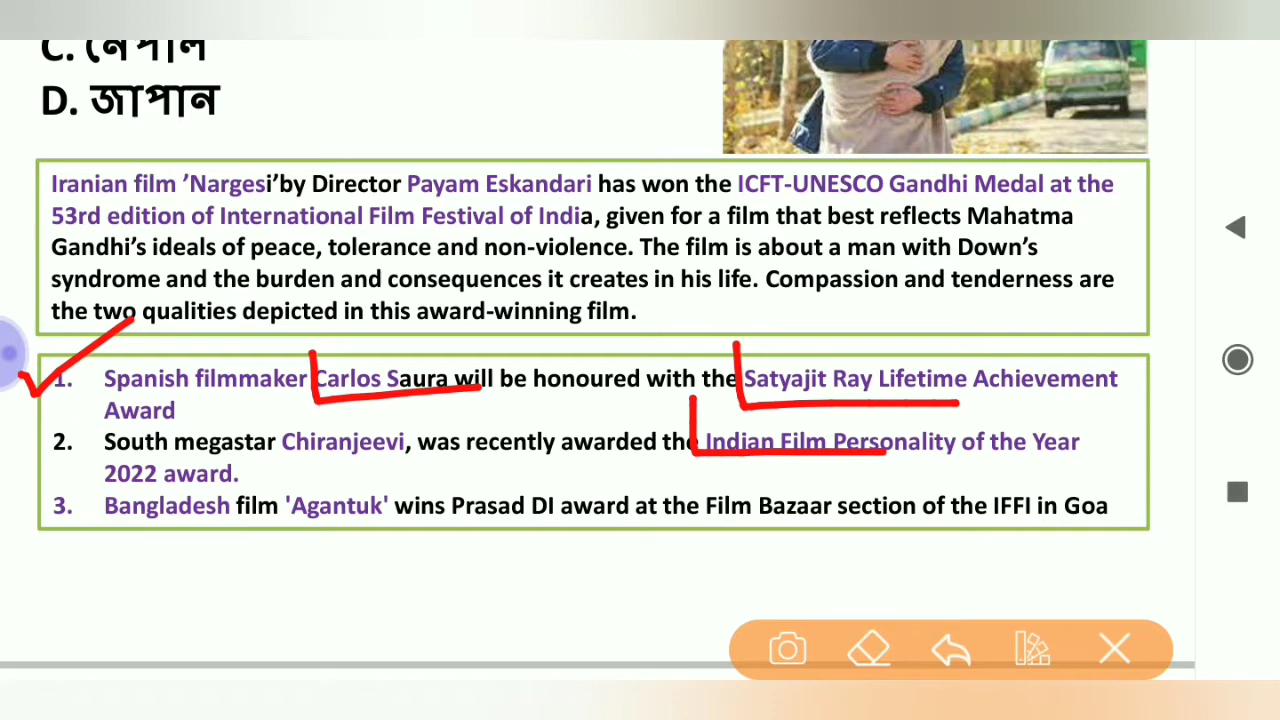 C. নেপাল
D. জাপান
Iranian film ’Nargesi’by Director Payam Eskandari has won the ICFT-UNESCO Gandhi Medal at the
53rd edition of International Film Festival of India, given for a film that best reflects Mahatma
Gandhi’s ideals of peace, tolerance and non-violence. The film is about a man with Down’s
syndrome and the burden and consequences it creates in his life. Compassion and tenderness are
the two qualities depicted in this award-winning film.
1. Spanish filmmaker Carlos Saura will be honoured with the Satyajit Ray Lifetime Achievement
Award
2. South megastar Chiranjeevi, was recently awarded the Indian Film Personality of the Year
2022 award.
3. Bangladesh film 'Agantuk' wins Prasad DI award at the Film Bazaar section of the IFFI in Goa